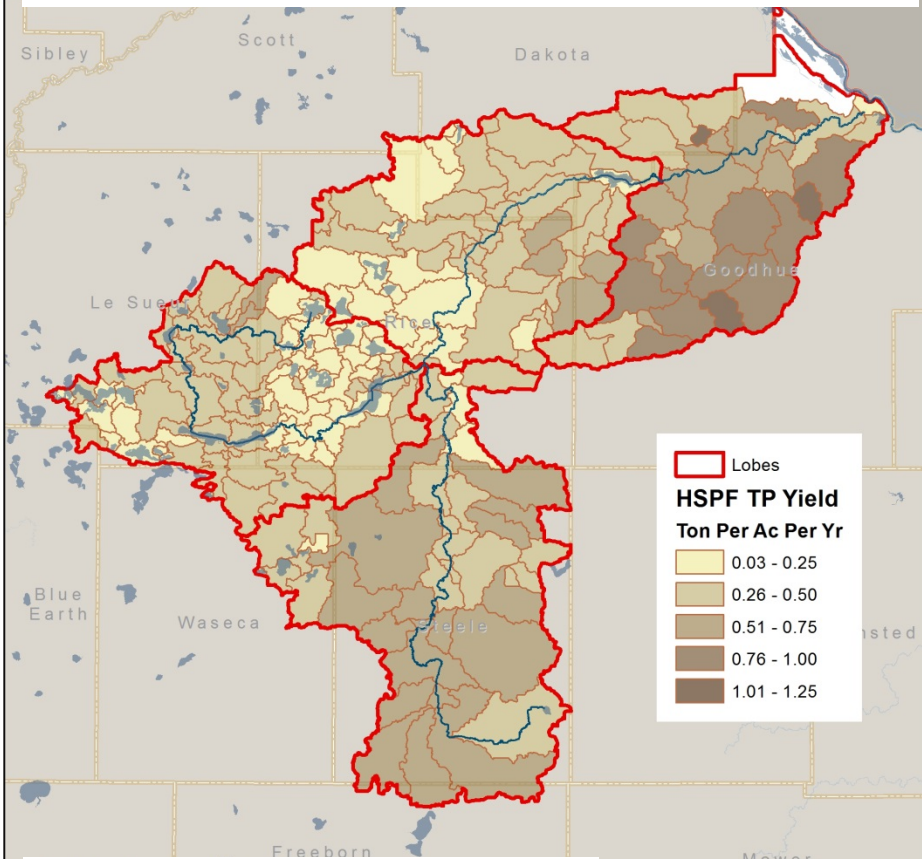 Sibley
Scott
Dakota
Le Sueur
Rice
Goodhue
Blue
Earth
Waseca
Steele
Freeborn
Lobes
HSPF TP Yield
Ton Per Ac Per Yr
0.03 - 0.25
0.26 - 0.50
0.51 - 0.75
0.76 - 1.00
1.01 - 1.25
nsted